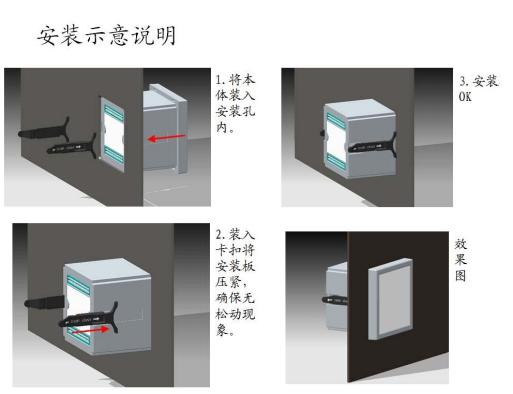 安装示意说明
1.将本
体装入
安装孔
内。
2.装入
卡扣将
安装板
压紧，
确保无
松动现
象。
3.安装
OK
效
果
图